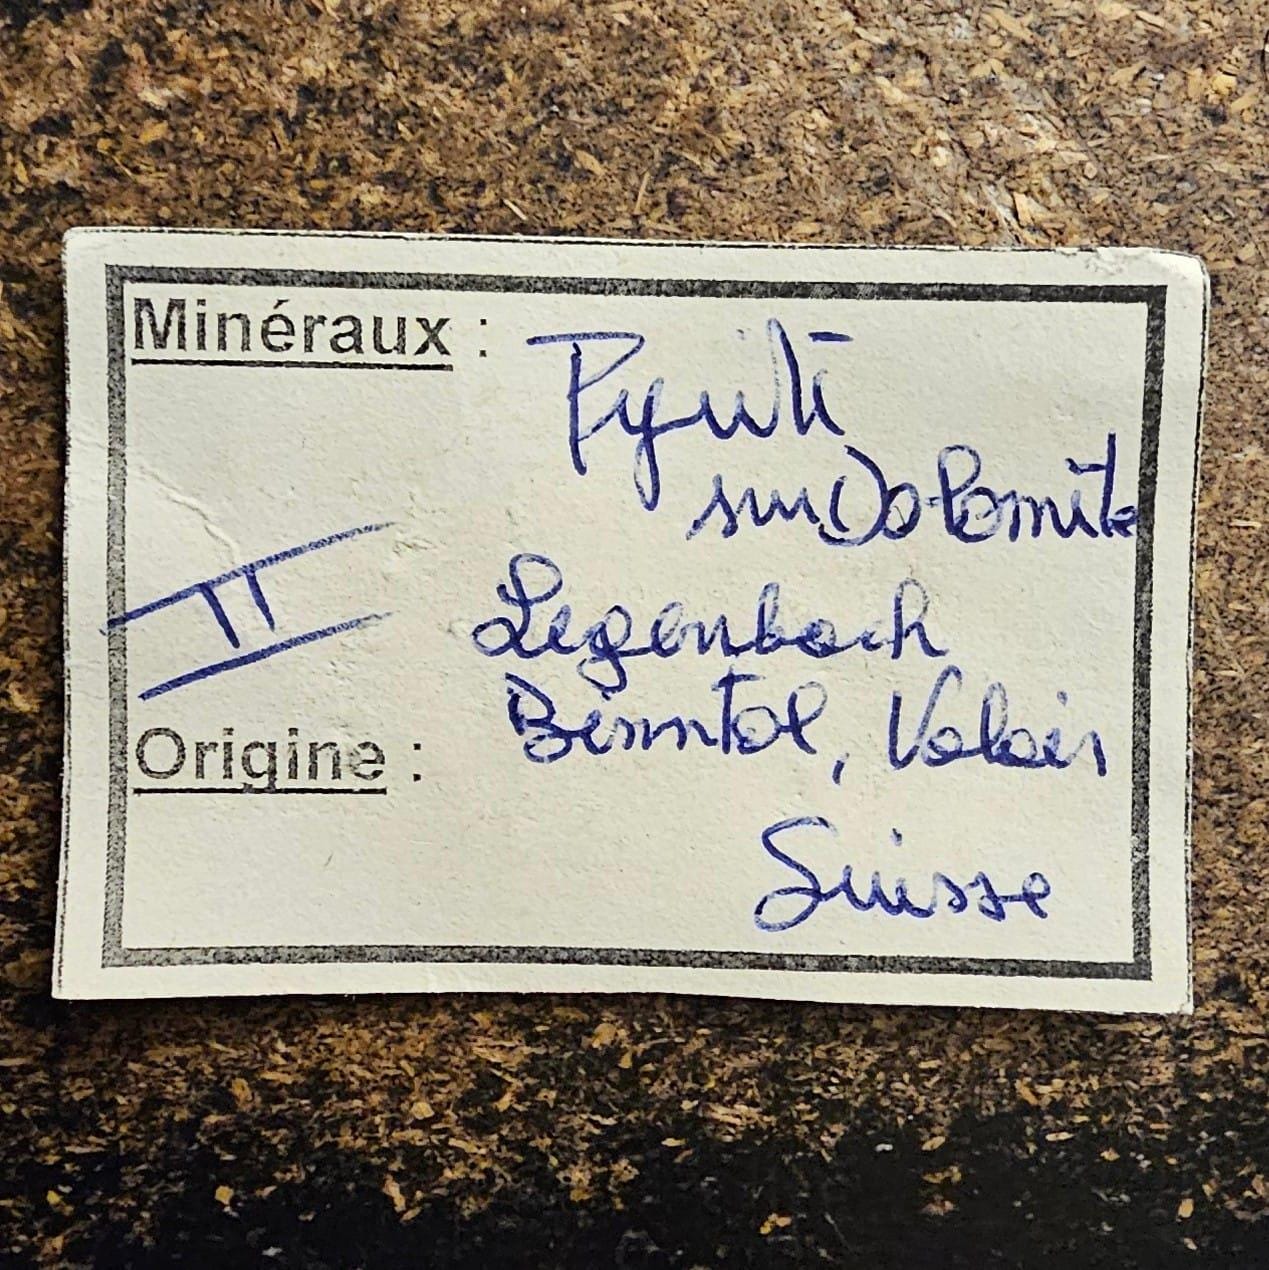 Minéraux : Pyrite
sur Dolomite
II
Legenbach
Binntal, Valais
Origine :
Suisse